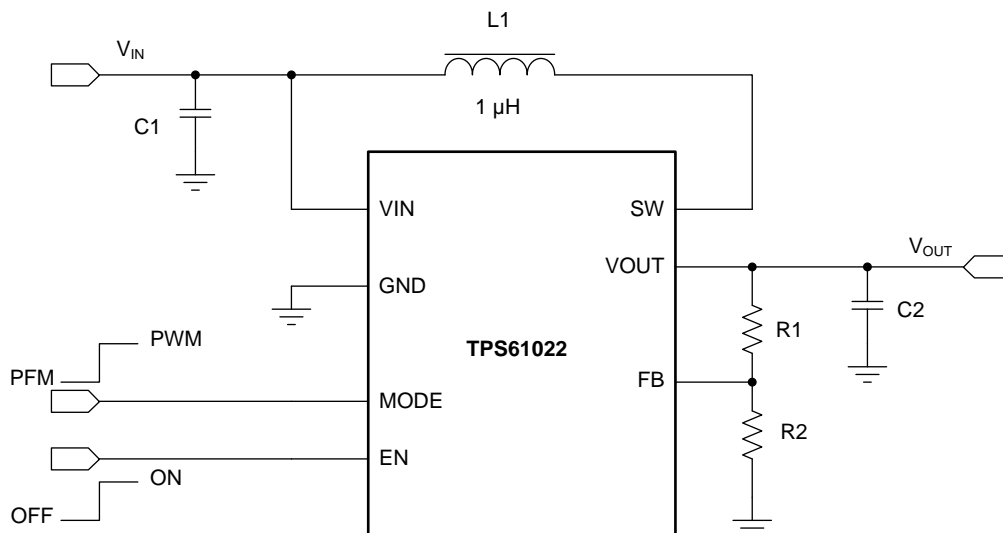 L1
V_IN
1 µH
C1
VIN
SW
V_OUT
VOUT
GND
C2
R1
PWM
TPS61022
PFM
FB
MODE
R2
EN
ON
OFF